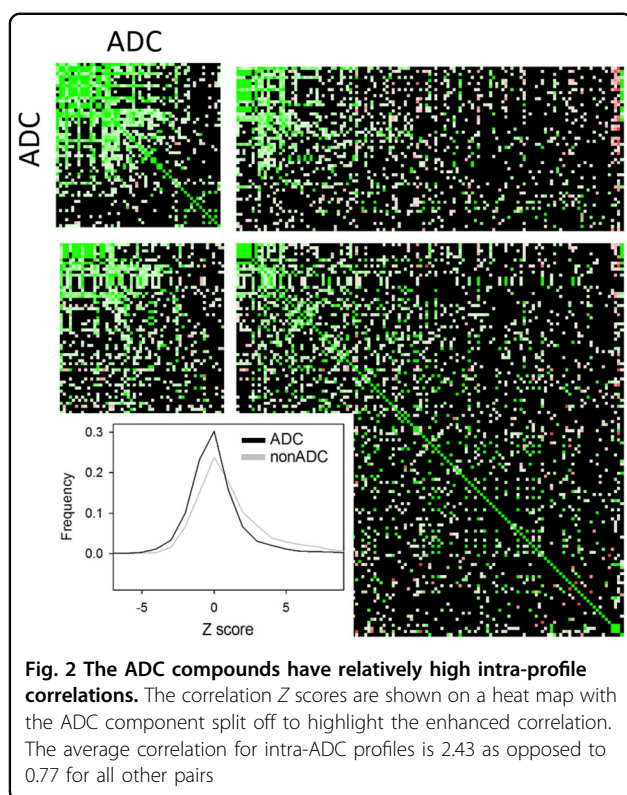 ADC
ADC
0.3
0.2
0.1
0.0
Frequency
ADC
nonADC
-5
0
5
Z score
Fig. 2 The ADC compounds have relatively high intra-profile
correlations. The correlation Z scores are shown on a heat map with
the ADC component split off to highlight the enhanced correlation.
The average correlation for intra-ADC profiles is 2.43 as opposed to
0.77 for all other pairs